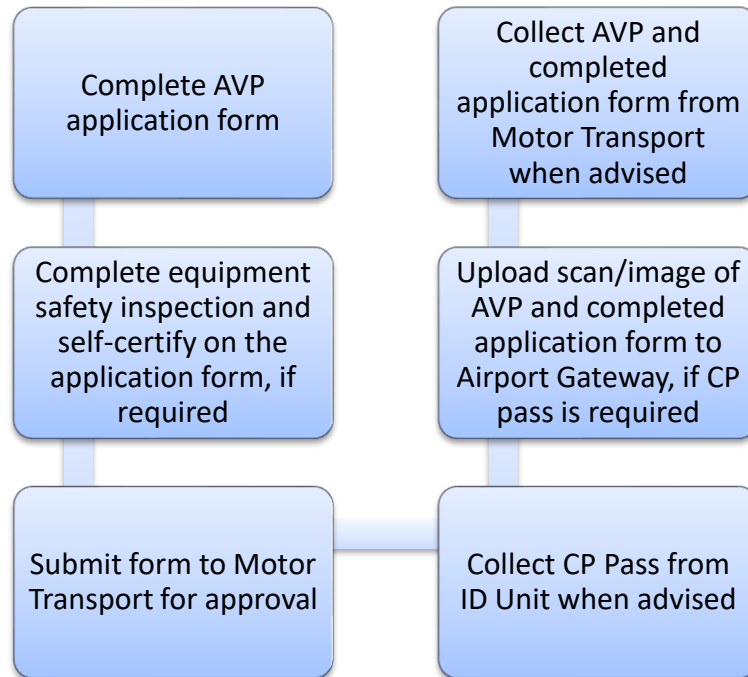 Complete AVP
application form
Complete equipment
safety inspection and
self-certify on the
application form, if
required
Submit form to Motor
Transport for approval
Collect AVP and
completed
application form from
Motor Transport
when advised
Upload scan/image of
AVP and completed
application form to
Airport Gateway, if CP
pass is required
Collect CP Pass from
ID Unit when advised